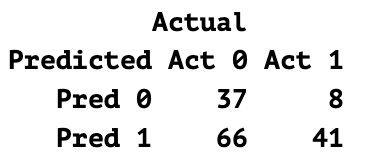 Actual
Predicted Act 0 Act 1
Pred 0 37 8
Pred 1 66 41